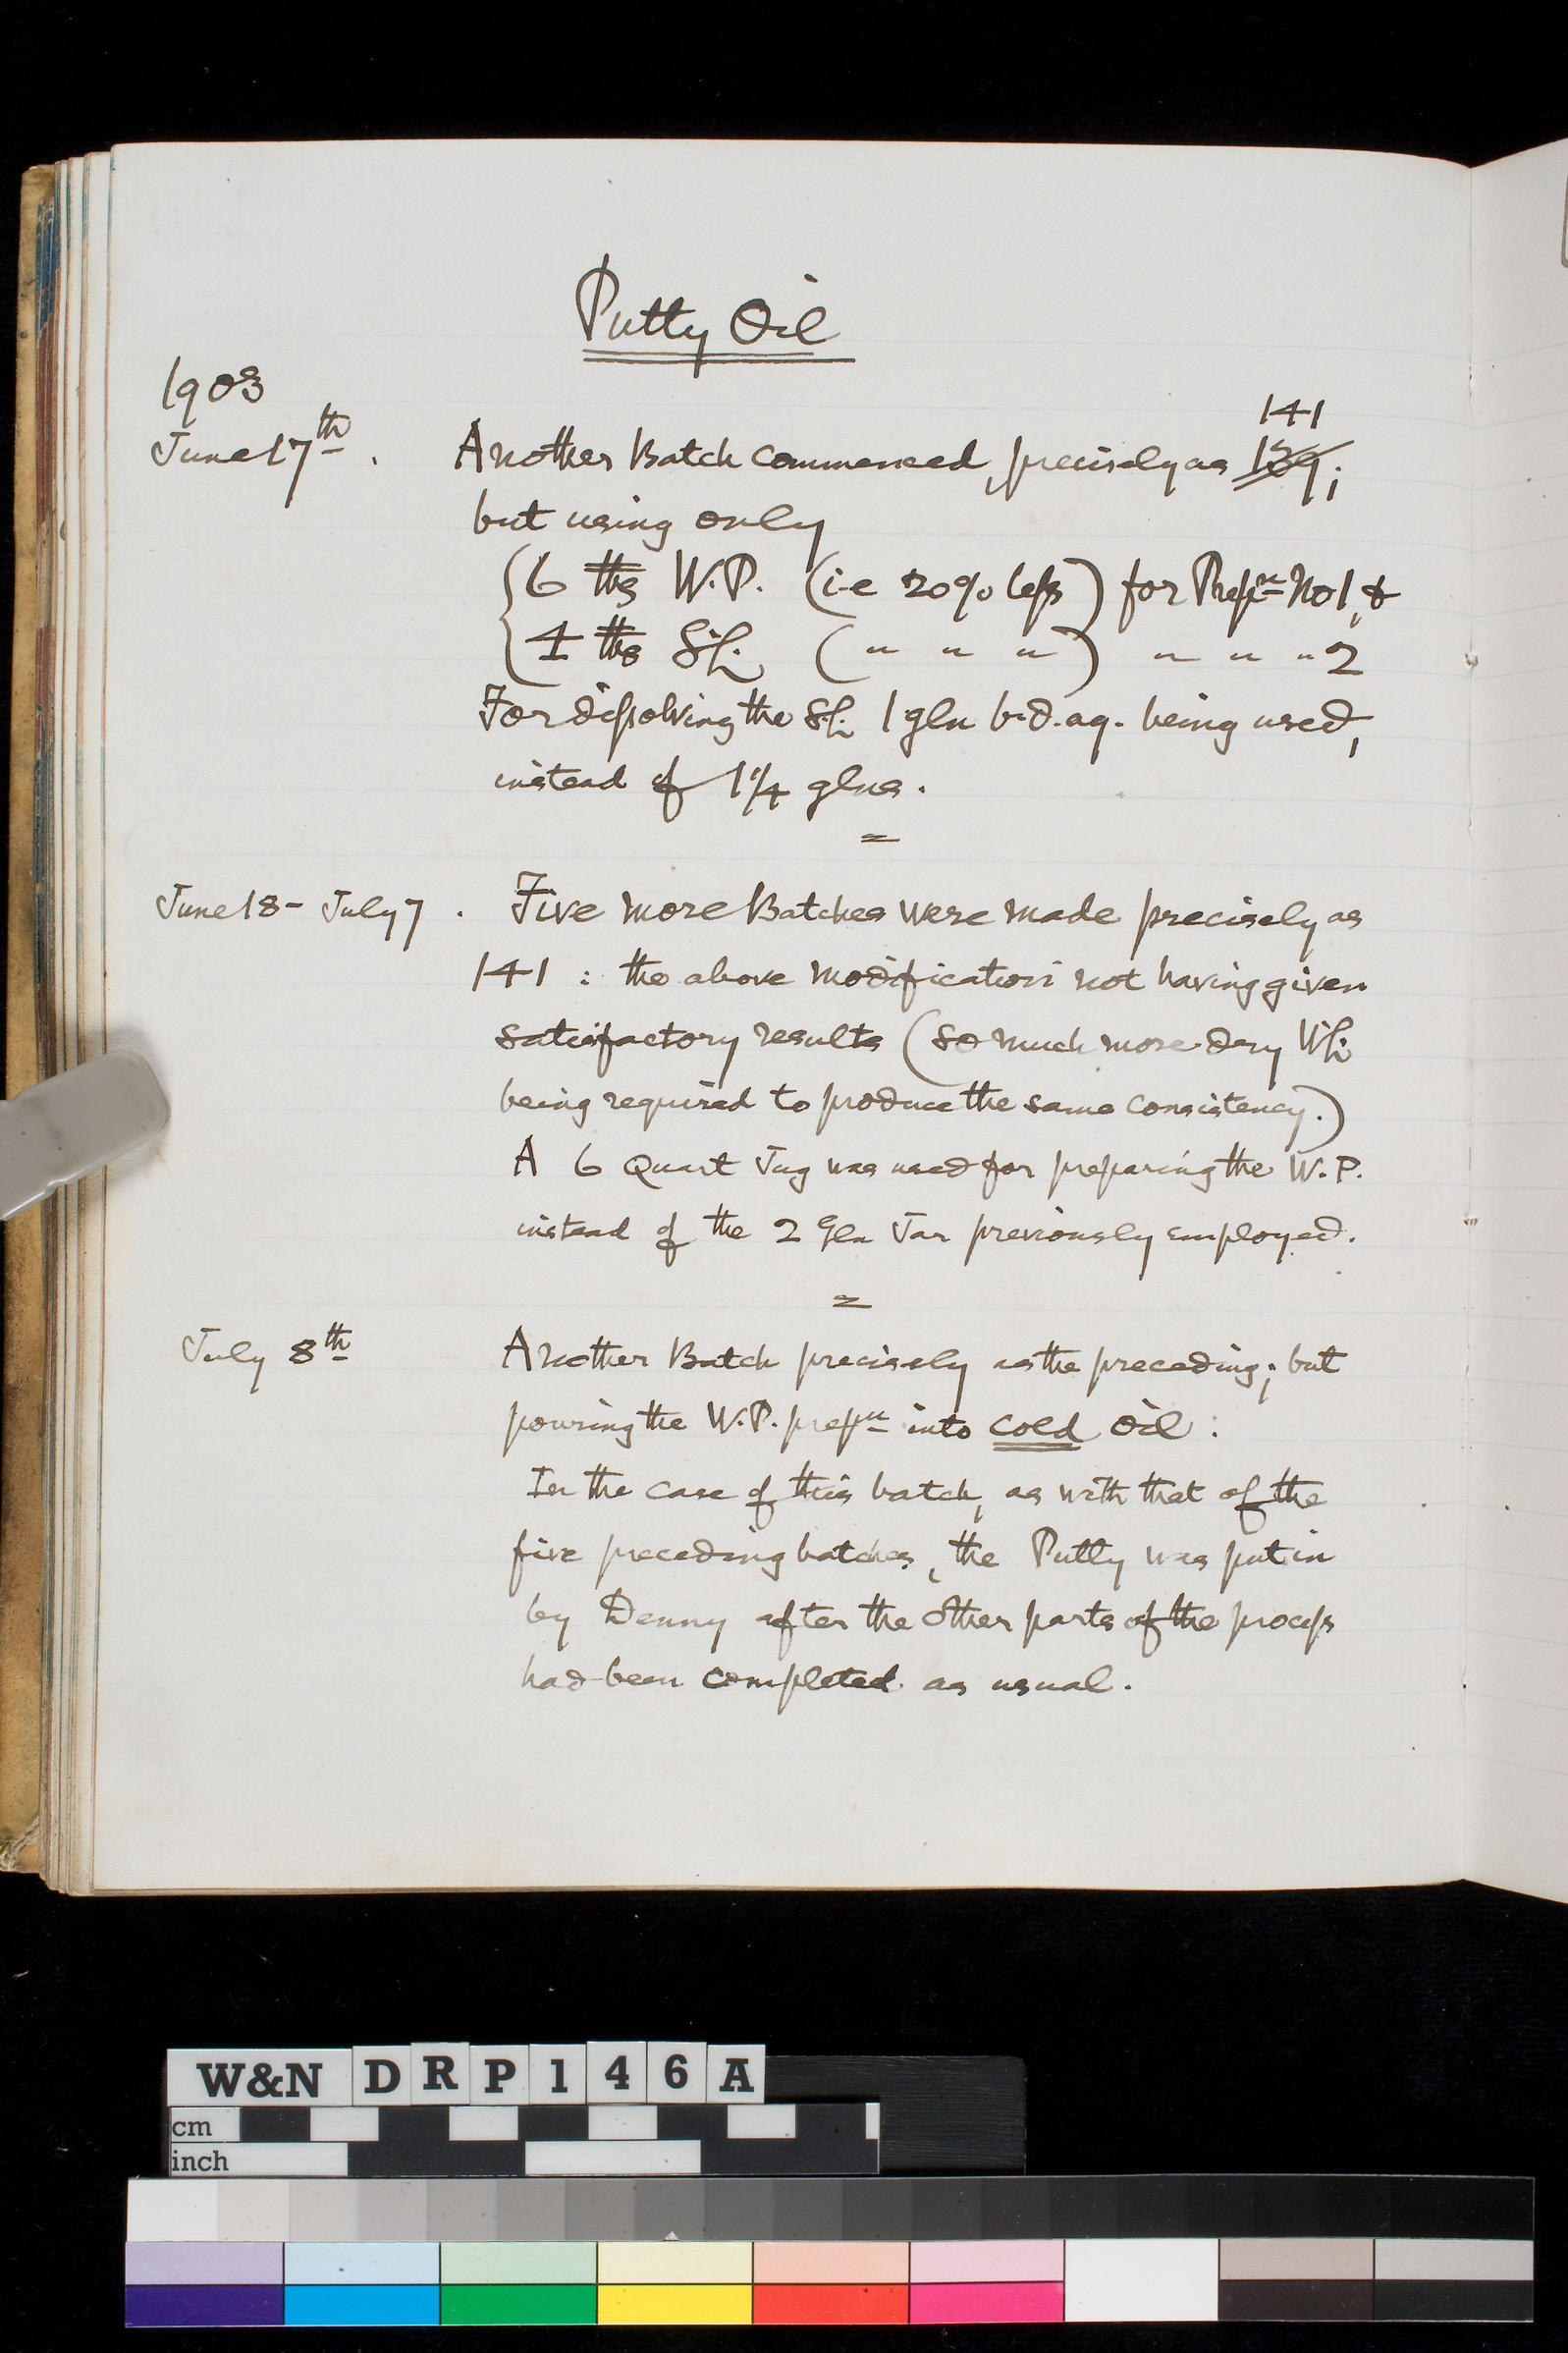 Putty Oil
1903
141
June 17th. Another Batch commenced, precisely as 139;
but using only
6 lbs W.P. (i.e 20% less) for Prepn No 1, &
4 lbs S/L (" " ") " " " 2
For dissolving the S/L 1 gln b.d.aq. being used,
instead of 1 1/4 glns.
=
June 18 - July 7. Five more Batches were made precisely as
141 : the above modification not having given
satisfactory results (so much more dry W/L
being required to produce the same consistency.)
A 6 Quart Jug was used for preparing the W.P.
instead of the 2 gln Jar previously employed.
=
July 8th Another Batch precisely as the preceding; but
pouring the W.P. prepn into cold Oil :
In the case of this batch, as with that of the
five preceding batches, the Putty was put in
by Denny after the other parts of the process
had been completed as usual.
W&N DRP146A
cm
inch